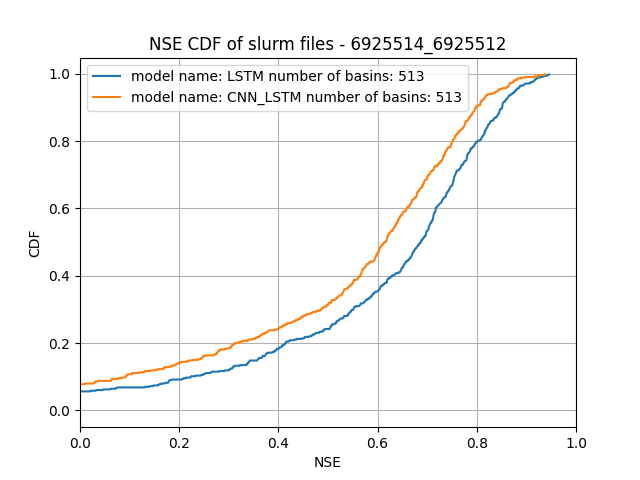 NSE CDF of slurm files - 6925514_6925512
model name: LSTM number of basins: 513
model name: CNN_LSTM number of basins: 513
1.0
0.8
0.6
0.4
0.2
0.0
CDF
0.0 0.2 0.4 0.6 0.8 1.0
NSE